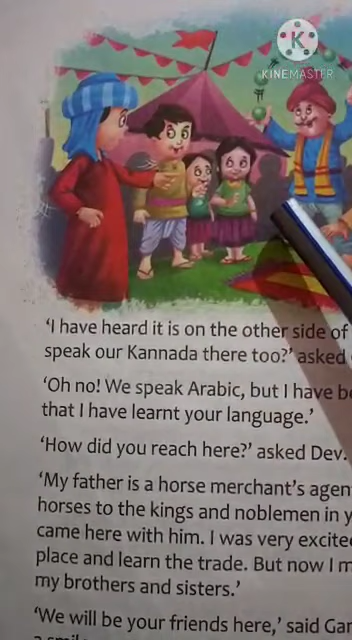 K
KINEMASTER
'I have heard it is on the other side of
speak our Kannada there too?' asked
'Oh no! We speak Arabic, but I have
that I have learnt your language.'
'How did you reach here?' asked Dev.
'My father is a horse merchant's agen
horses to the kings and noblemen in y
came here with him. I was very excite
place and learn the trade. But now I m
my brothers and sisters.'
'We will be your friends here,' said Gan